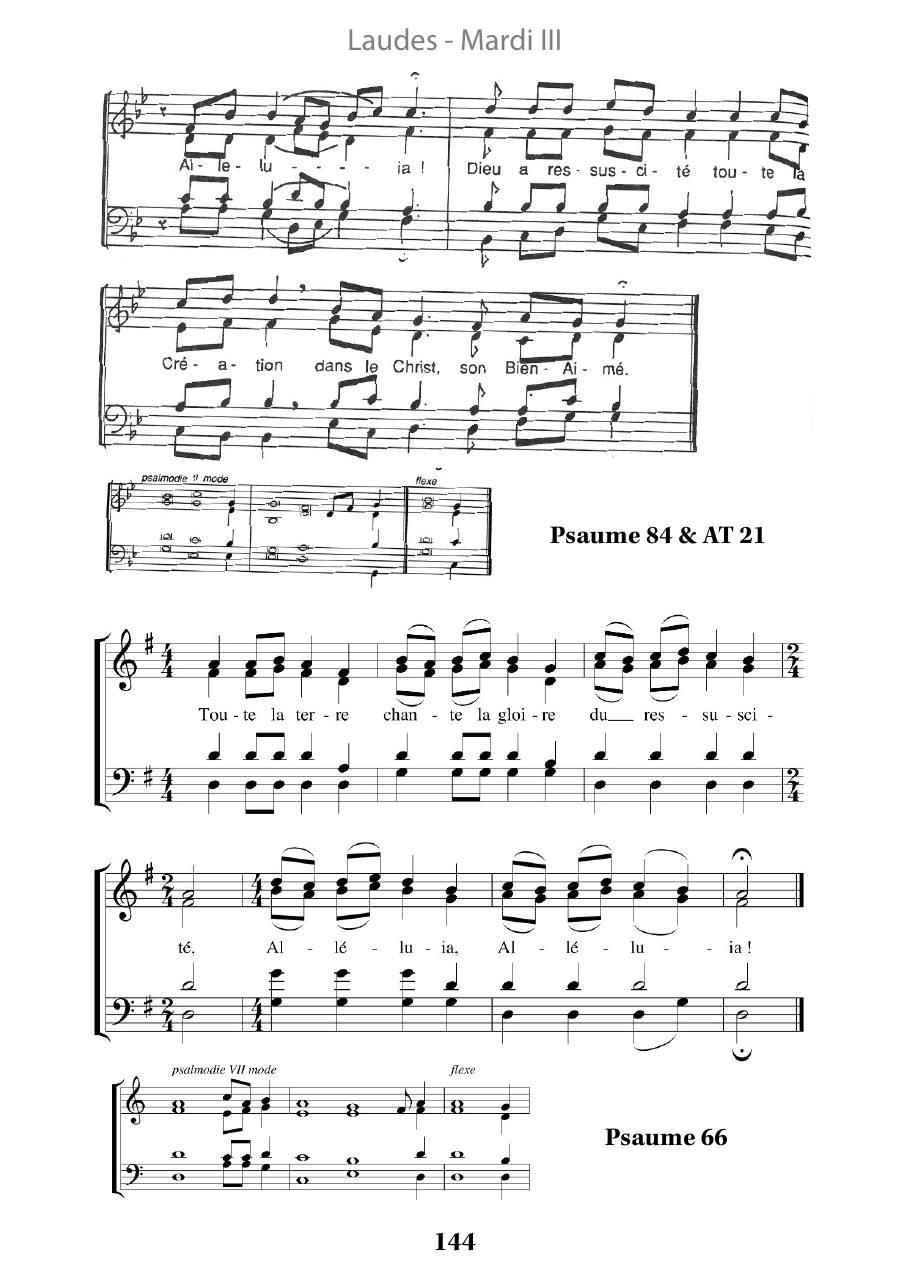 Laudes - Mardi III
Al-le-lu----ia ! Dieu a res-sus-ci-té tou-te la
Cré-a-tion dans le Christ, son Bien-Ai-mé.
psalmodie II mode flexe
Psaume 84 & AT 21
Tou-te la ter-re chan-te la gloi-re du___ res-sus-ci-
té, Al-lé-lu-ia, Al-lé-lu--ia !
psalmodie VII mode flexe
Psaume 66
144